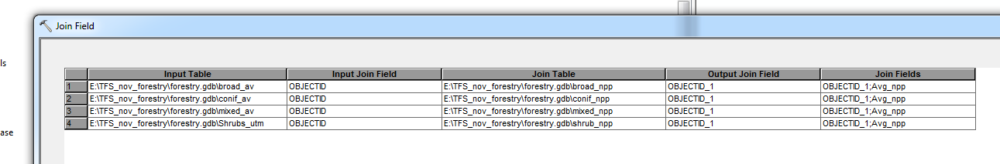 Join Field
ls
Input Table Input Join Field Join Table Output Join Field Join Fields
1 E:\TFS_nov_forestry\forestry.gdb\broad_av OBJECTID E:\TFS_nov_forestry\forestry.gdb\broad_npp OBJECTID_1 OBJECTID_1;Avg_npp
2 E:\TFS_nov_forestry\forestry.gdb\conif_av OBJECTID E:\TFS_nov_forestry\forestry.gdb\conif_npp OBJECTID_1 OBJECTID_1;Avg_npp
3 E:\TFS_nov_forestry\forestry.gdb\mixed_av OBJECTID E:\TFS_nov_forestry\forestry.gdb\mixed_npp OBJECTID_1 OBJECTID_1;Avg_npp
4 E:\TFS_nov_forestry\forestry.gdb\Shrubs_utm OBJECTID E:\TFS_nov_forestry\forestry.gdb\shrub_npp OBJECTID_1 OBJECTID_1;Avg_npp
ase